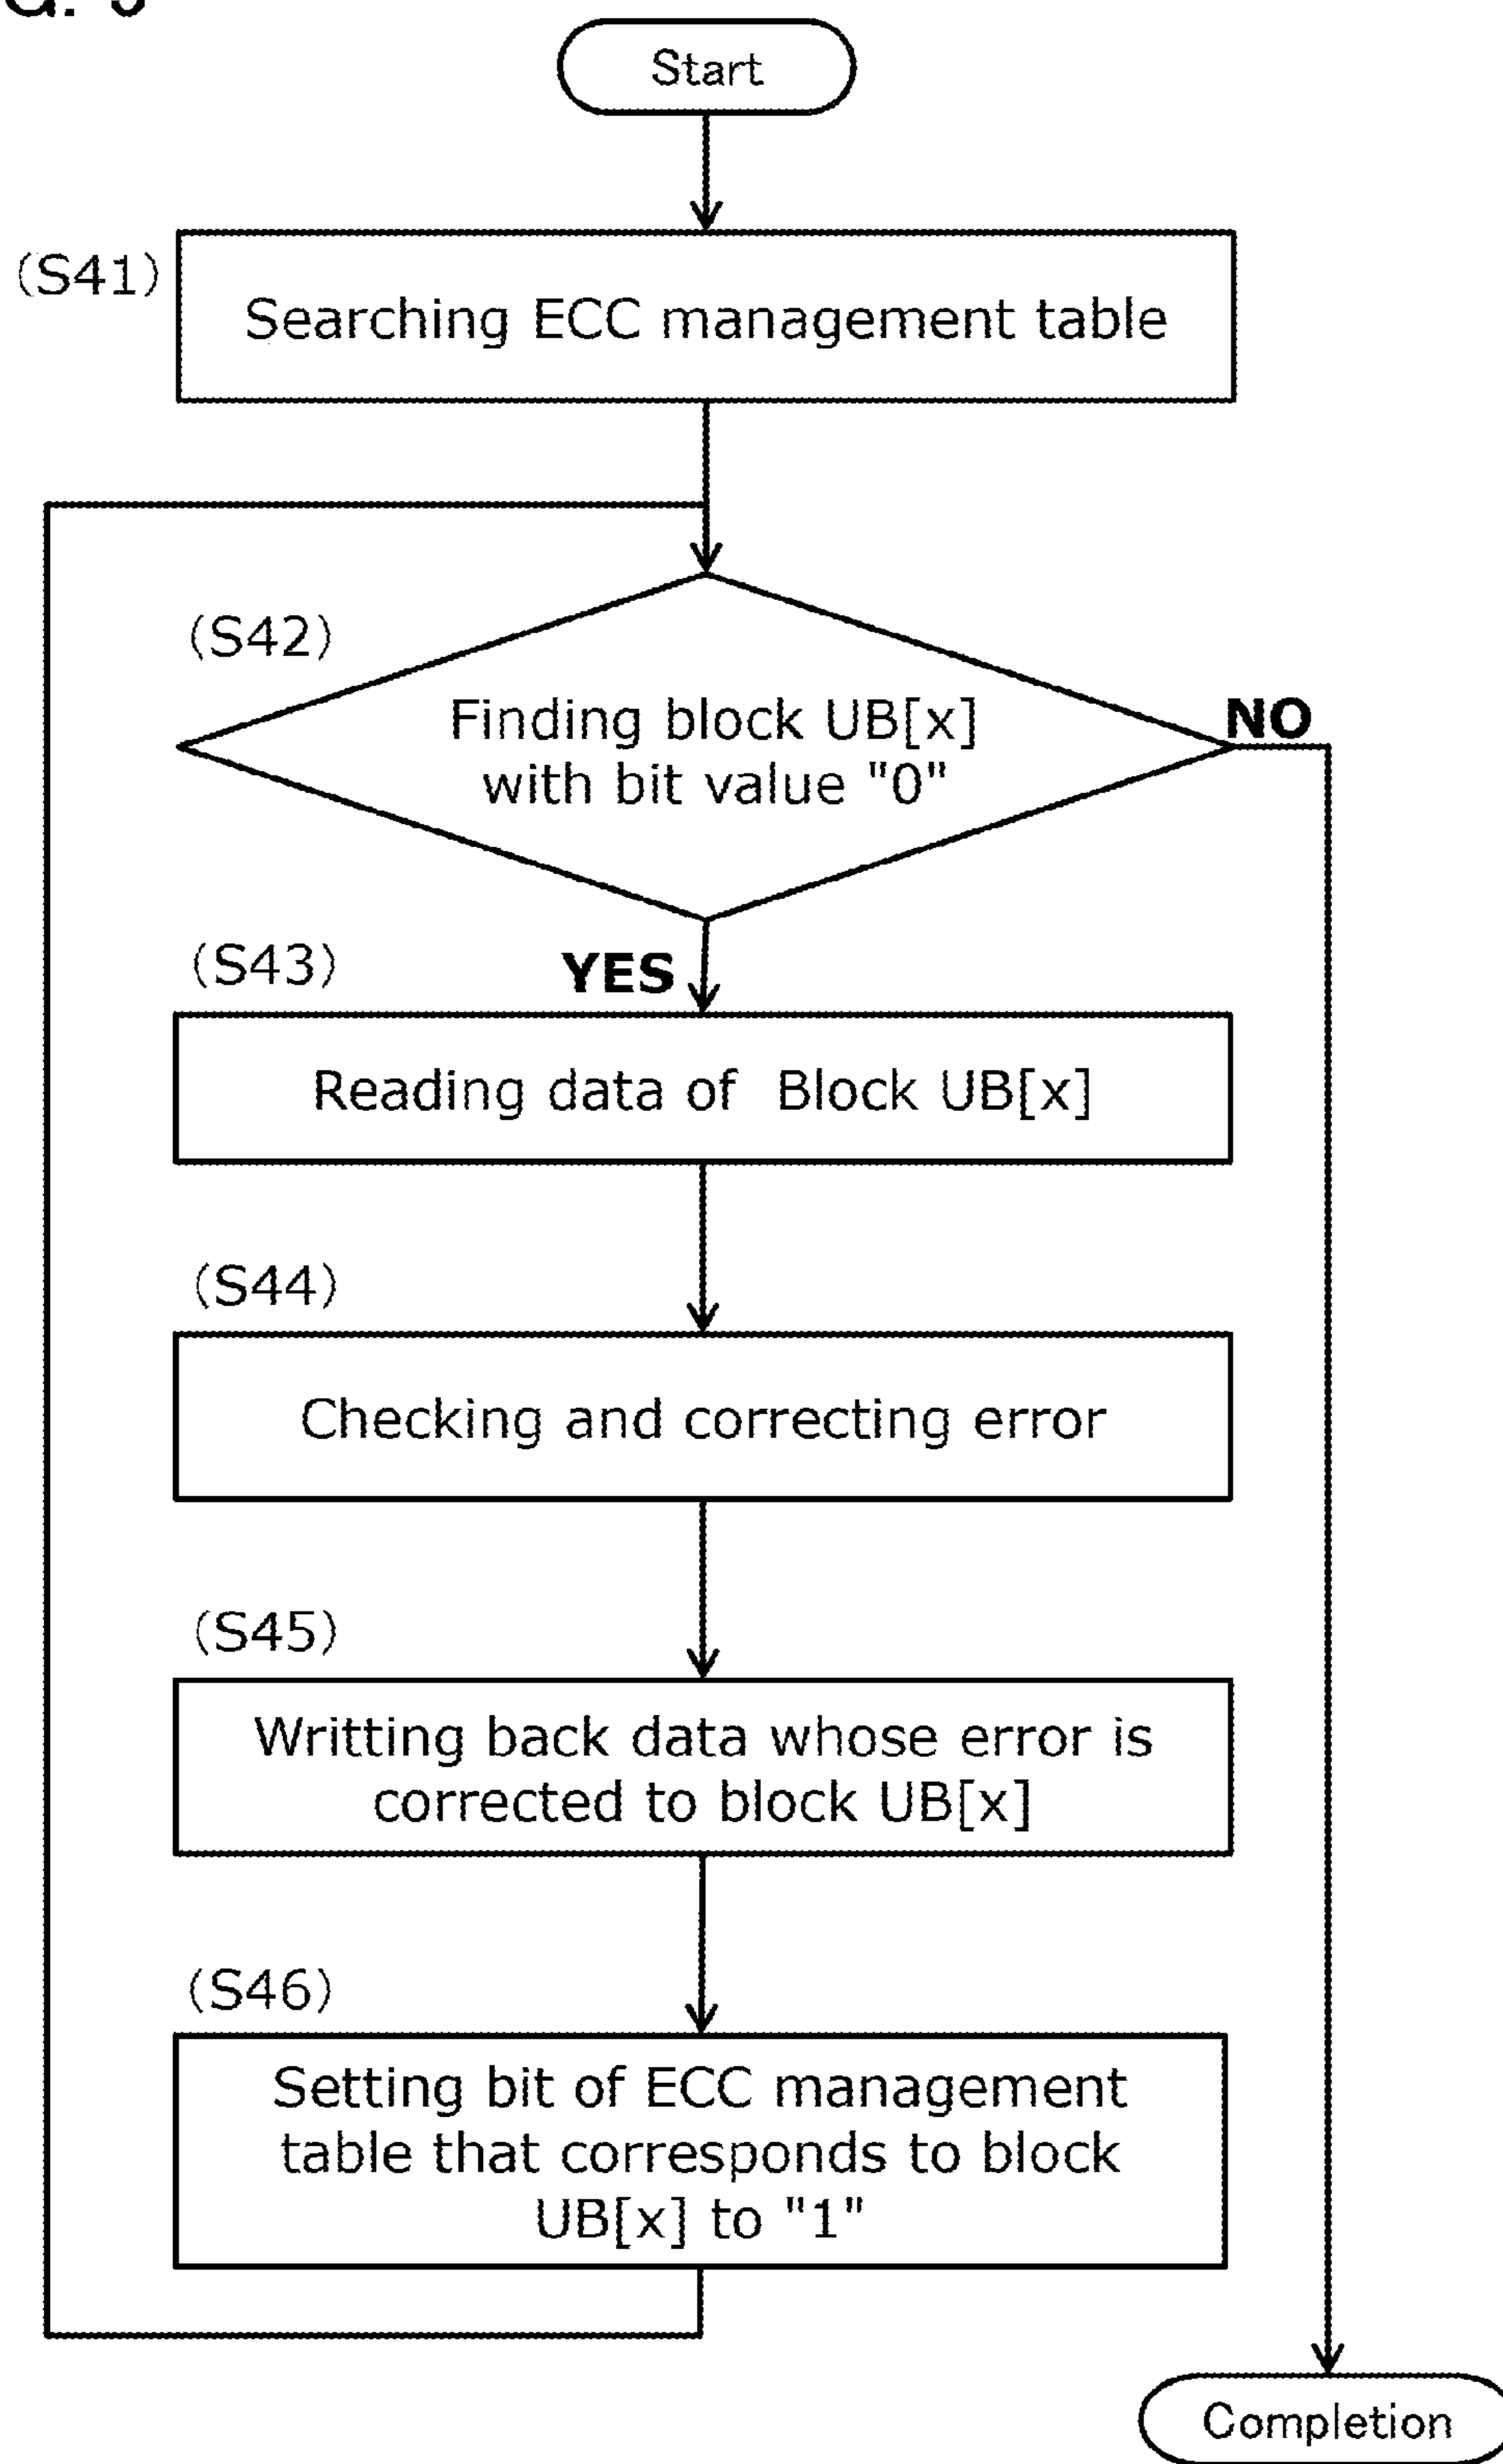 Start
(S41)
Searching ECC management table
(S42)
Finding block UB[x]
with bit value "0"
NO
(S43)
YES
Reading data of Block UB[x]
(S44)
Checking and correcting error
(S45)
Writting back data whose error is
corrected to block UB[x]
(S46)
Setting bit of ECC management
table that corresponds to block
UB[x] to "1"
Completion